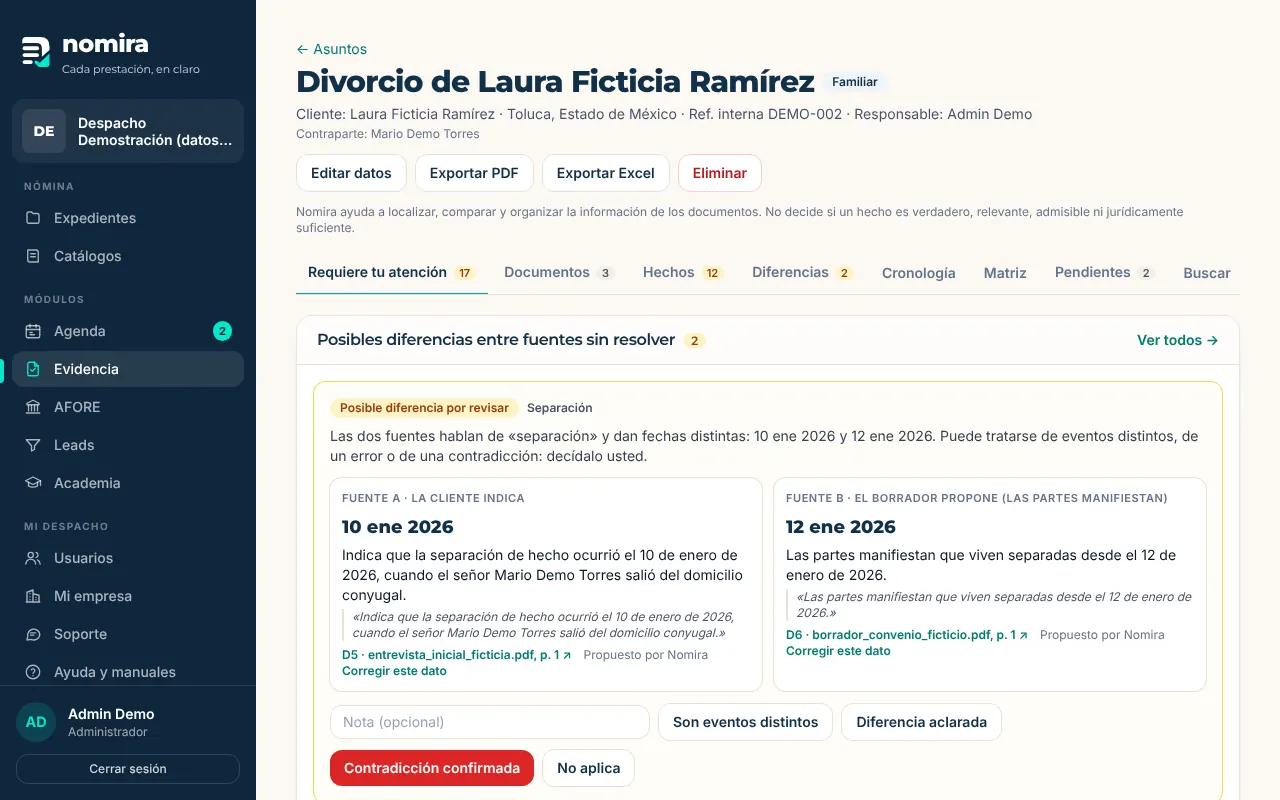 nomira
Cada prestación, en claro
DE
Despacho
Demostración (datos...
NÓMINA
Expedientes
Catálogos
MÓDULOS
Agenda
2
Evidencia
AFORE
Leads
Academia
MI DESPACHO
Usuarios
Mi empresa
Soporte
Ayuda y manuales
AD
Admin Demo
Administrador
Cerrar sesión
← Asuntos
Divorcio de Laura Ficticia Ramírez Familiar
Cliente: Laura Ficticia Ramírez · Toluca, Estado de México · Ref. interna DEMO-002 · Responsable: Admin Demo
Contraparte: Mario Demo Torres
Editar datos Exportar PDF Exportar Excel Eliminar
Nomira ayuda a localizar, comparar y organizar la información de los documentos. No decide si un hecho es verdadero, relevante, admisible ni jurídicamente
suficiente.
Requiere tu atención 17 Documentos 3 Hechos 12 Diferencias 2 Cronología Matriz Pendientes 2 Buscar
Posibles diferencias entre fuentes sin resolver 2 Ver todos →
Posible diferencia por revisar Separación
Las dos fuentes hablan de «separación» y dan fechas distintas: 10 ene 2026 y 12 ene 2026. Puede tratarse de eventos distintos, de
un error o de una contradicción: decídalo usted.
FUENTE A · LA CLIENTE INDICA
10 ene 2026
Indica que la separación de hecho ocurrió el 10 de enero de
2026, cuando el señor Mario Demo Torres salió del domicilio
conyugal.
«Indica que la separación de hecho ocurrió el 10 de enero de 2026,
cuando el señor Mario Demo Torres salió del domicilio conyugal.»
D5 · entrevista_inicial_ficticia.pdf, p. 1 ↗ Propuesto por Nomira
Corregir este dato
FUENTE B · EL BORRADOR PROPONE (LAS PARTES MANIFIESTAN)
12 ene 2026
Las partes manifiestan que viven separadas desde el 12 de
enero de 2026.
«Las partes manifiestan que viven separadas desde el 12 de enero de
2026.»
D6 · borrador_convenio_ficticio.pdf, p. 1 ↗ Propuesto por Nomira
Corregir este dato
Nota (opcional) Son eventos distintos Diferencia aclarada
Contradicción confirmada No aplica